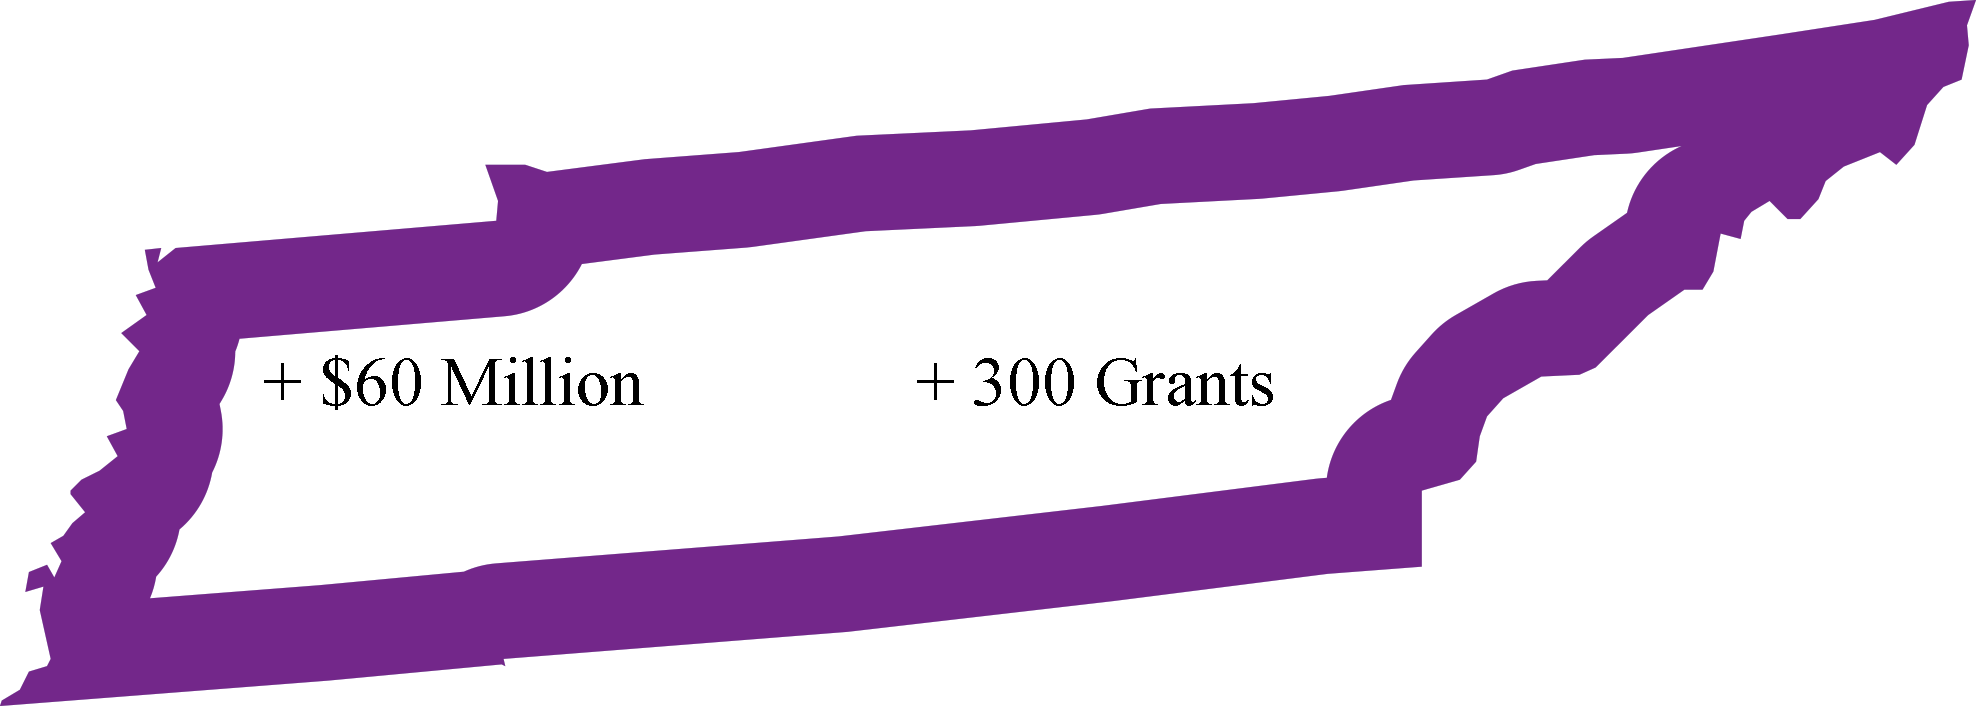 + $60 Million + 300 Grants